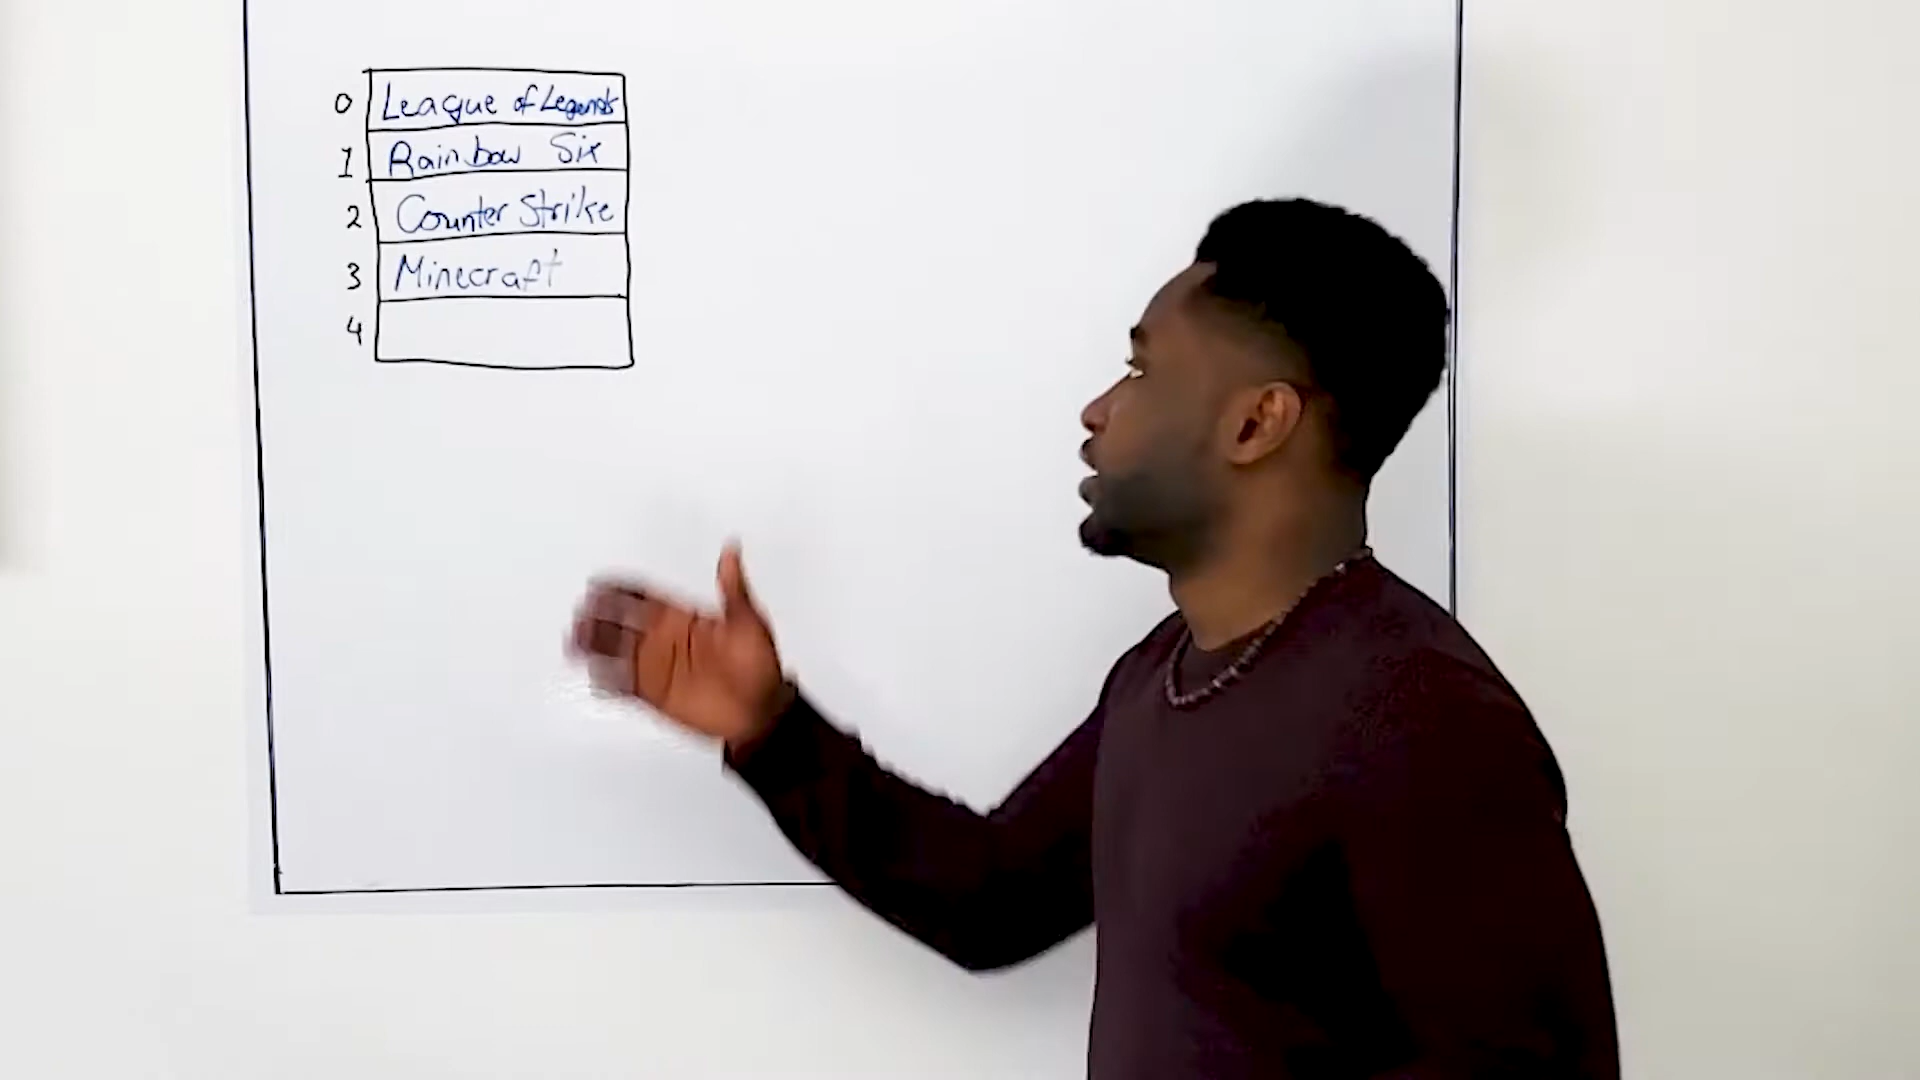 0 League of Legends
1 Rainbow Six
2 Counter Strike
3 Minecraft
4